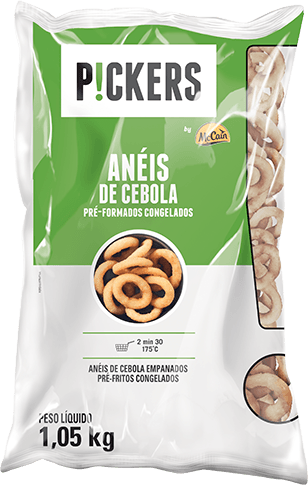 P!CKERS
by McCain
ANÉIS
DE CEBOLA
PRÉ-FORMADOS CONGELADOS
2 min 30
175°C
ANÉIS DE CEBOLA EMPANADOS
PRÉ-FRITOS CONGELADOS
PESO LÍQUIDO
1,05 kg